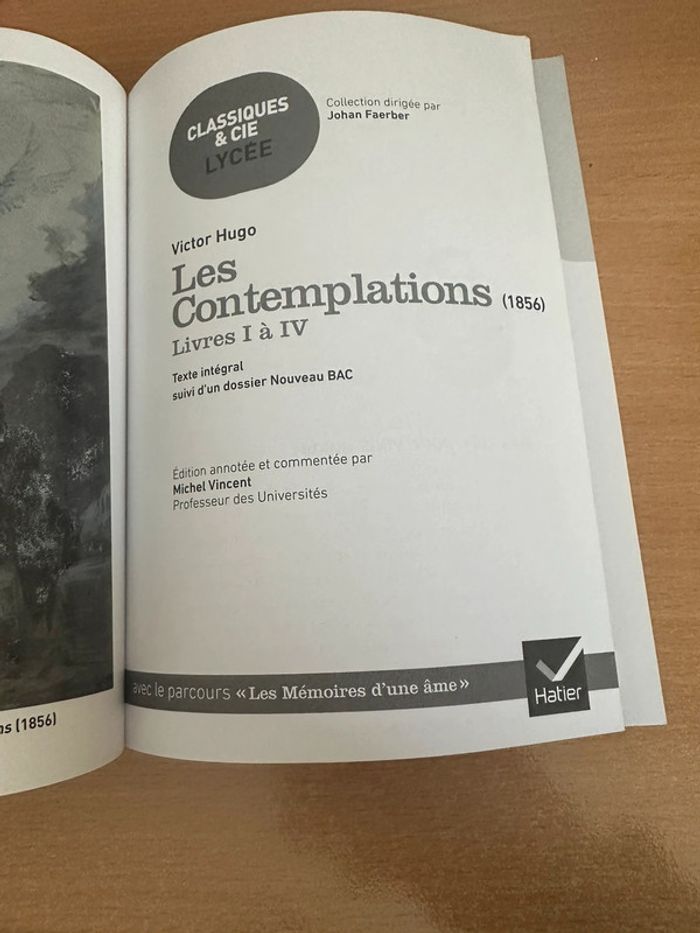 CLASSIQUES
& CIE
LYCÉE
Collection dirigée par
Johan Faerber
Victor Hugo
Les
Contemplations (1856)
Livres I à IV
Texte intégral
suivi d'un dossier Nouveau BAC
Édition annotée et commentée par
Michel Vincent
Professeur des Universités
avec le parcours « Les Mémoires d'une âme »
Hatier
(1856)